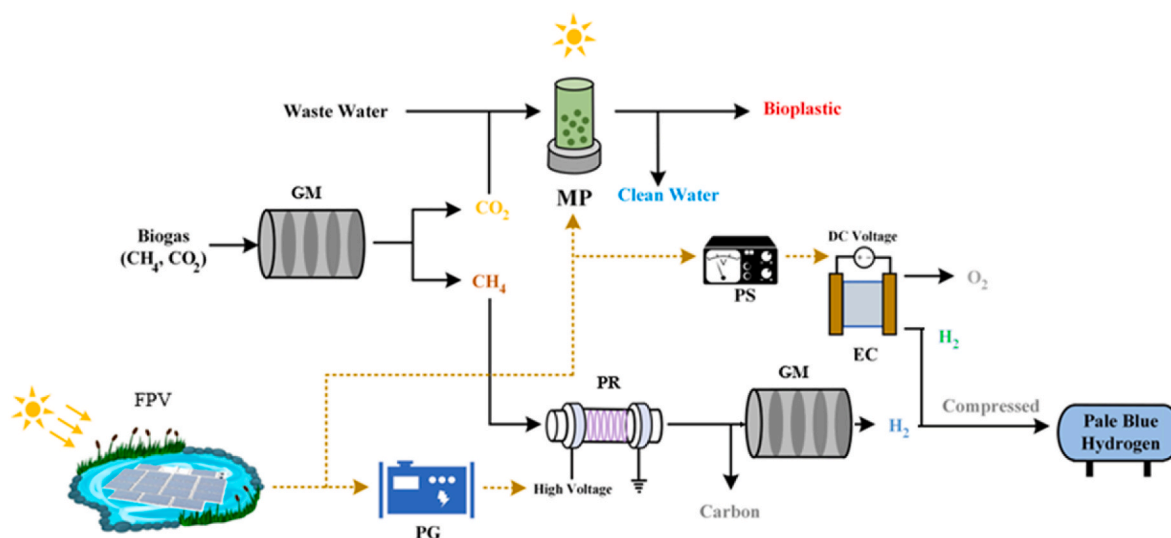 Waste Water
Bioplastic
GM
MP
CO₂
Clean Water
Biogas
(CH₄, CO₂)
DC Voltage
V
CH₄
PS
O₂
EC
H₂
FPV
PR
GM
Compressed
H₂
Pale Blue
Hydrogen
High Voltage
PG
Carbon